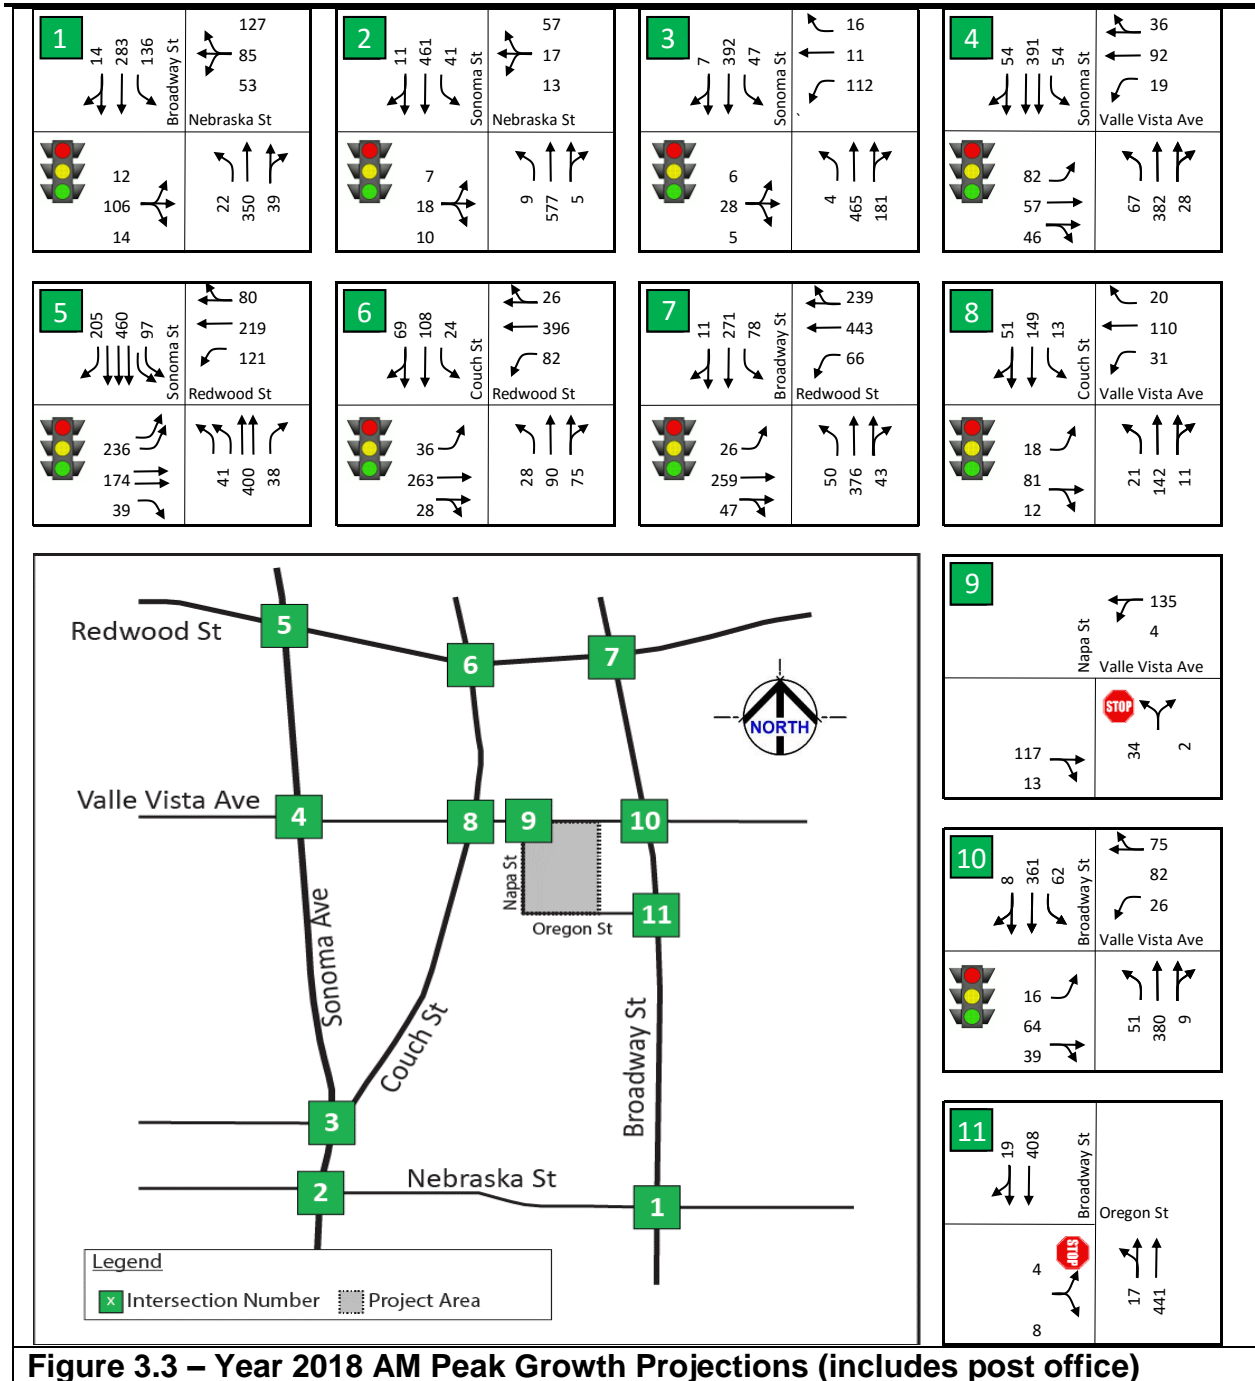 1
14 283 136
Broadway St
127
85
53
Nebraska St
12
106
14
22 350 39
2
11 461 41
Sonoma St
57
17
13
Nebraska St
7
18
10
9 577 5
3
7 392 47
Sonoma St
16
11
112
6
28
5
4 465 181
4
54 391 54
Sonoma St
36
92
19
Valle Vista Ave
82
57
46
67 382 28
5
205 460 97
Sonoma St
80
219
121
Redwood St
236
174
39
41 400 38
6
69 108 24
Couch St
26
396
82
Redwood St
36
263
28
28 90 75
7
11 271 78
Broadway St
239
443
66
Redwood St
26
259
47
50 376 43
8
51 149 13
Couch St
20
110
31
Valle Vista Ave
18
81
12
21 142 11
9
Napa St
135
4
Valle Vista Ave
STOP
117
13
34 2
10
8 361 62
Broadway St
75
82
26
Valle Vista Ave
16
64
39
51 380 9
11
19 408
Broadway St
Oregon St
STOP
4
8
17 441
Redwood St
5
6
7
NORTH
Valle Vista Ave
4
8
9
10
Napa St
Oregon St
11
Sonoma Ave
Couch St
Broadway St
3
2
Nebraska St
1
Legend
x Intersection Number Project Area
Figure 3.3 – Year 2018 AM Peak Growth Projections (includes post office)